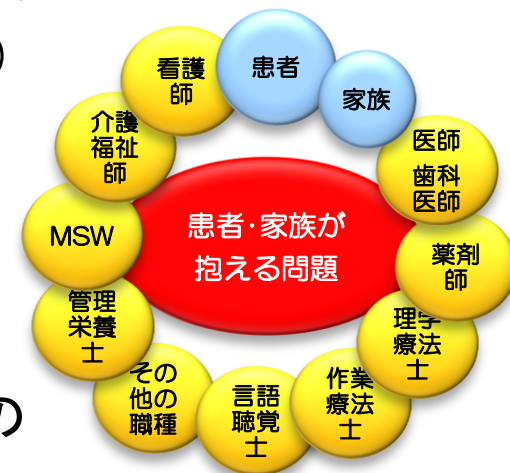 患者
家族
医師
歯科
医師
薬剤
師
理学
療法
士
作業
療法
士
言語
聴覚
士
その
他の
職種
管理
栄養
士
MSW
介護
福祉
師
看護
師
患者・家族が
抱える問題
)
の